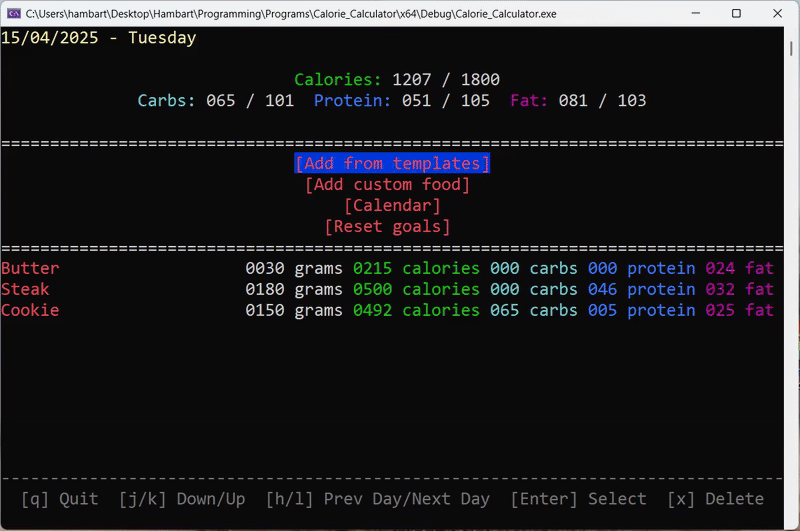 C:\Users\hambart\Desktop\Hambart\Programming\Programs\Calorie_Calculator\x64\Debug\Calorie_Calculator.exe
15/04/2025 - Tuesday
Calories: 1207 / 1800
Carbs: 065 / 101 Protein: 051 / 105 Fat: 081 / 103
================================================================================
[Add from templates]
[Add custom food]
[Calendar]
[Reset goals]
================================================================================
Butter 0030 grams 0215 calories 000 carbs 000 protein 024 fat
Steak 0180 grams 0500 calories 000 carbs 046 protein 032 fat
Cookie 0150 grams 0492 calories 065 carbs 005 protein 025 fat
--------------------------------------------------------------------------------
[q] Quit [j/k] Down/Up [h/l] Prev Day/Next Day [Enter] Select [x] Delete